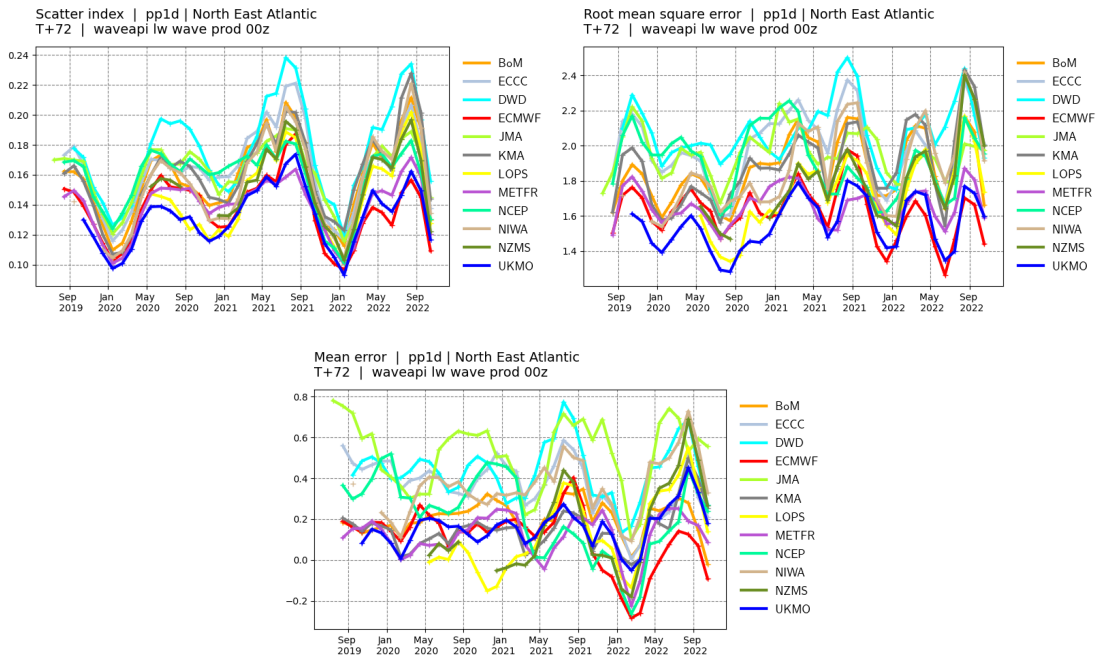 Scatter index | pp1d | North East Atlantic
T+72 | waveapi lw wave prod 00z
0.24
0.22
0.20
0.18
0.16
0.14
0.12
0.10
Sep 2019
Jan 2020
May 2020
Sep 2020
Jan 2021
May 2021
Sep 2021
Jan 2022
May 2022
Sep 2022
BoM
ECCC
DWD
ECMWF
JMA
KMA
LOPS
METFR
NCEP
NIWA
NZMS
UKMO
Root mean square error | pp1d | North East Atlantic
T+72 | waveapi lw wave prod 00z
2.4
2.2
2.0
1.8
1.6
1.4
Sep 2019
Jan 2020
May 2020
Sep 2020
Jan 2021
May 2021
Sep 2021
Jan 2022
May 2022
Sep 2022
BoM
ECCC
DWD
ECMWF
JMA
KMA
LOPS
METFR
NCEP
NIWA
NZMS
UKMO
Mean error | pp1d | North East Atlantic
T+72 | waveapi lw wave prod 00z
0.8
0.6
0.4
0.2
0.0
−0.2
Sep 2019
Jan 2020
May 2020
Sep 2020
Jan 2021
May 2021
Sep 2021
Jan 2022
May 2022
Sep 2022
BoM
ECCC
DWD
ECMWF
JMA
KMA
LOPS
METFR
NCEP
NIWA
NZMS
UKMO